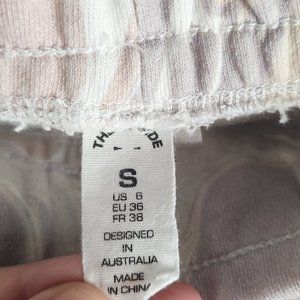 S
US 6
EU 36
FR 38
DESIGNED
IN
AUSTRALIA
MADE
IN CHINA